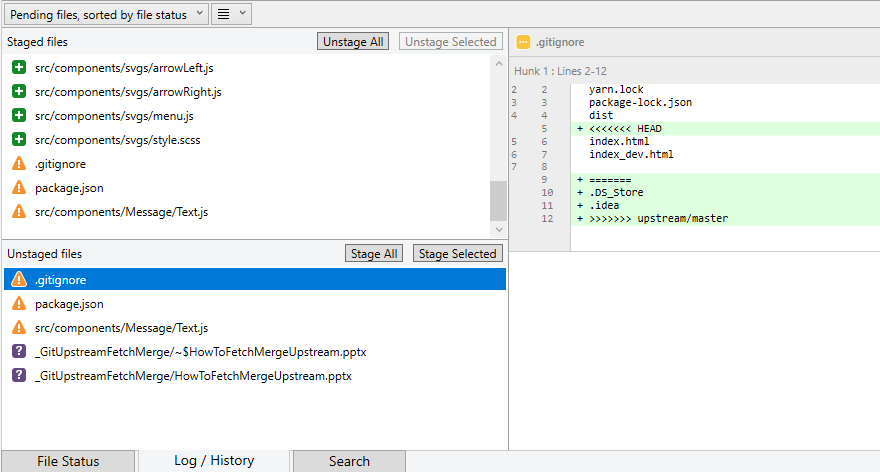 Pending files, sorted by file status
Staged files
Unstage All
Unstage Selected
src/components/svgs/arrowLeft.js
src/components/svgs/arrowRight.js
src/components/svgs/menu.js
src/components/svgs/style.scss
.gitignore
package.json
src/components/Message/Text.js
Unstaged files
Stage All
Stage Selected
.gitignore
package.json
src/components/Message/Text.js
? _GitUpstreamFetchMerge/~$HowToFetchMergeUpstream.pptx
? _GitUpstreamFetchMerge/HowToFetchMergeUpstream.pptx
.gitignore
Hunk 1 : Lines 2-12
2 2 yarn.lock
3 3 package-lock.json
4 4 dist
5 + <<<<<<< HEAD
5 6 index.html
6 7 index_dev.html
7 8
9 + =======
10 + .DS_Store
11 + .idea
12 + >>>>>>> upstream/master
File Status
Log / History
Search